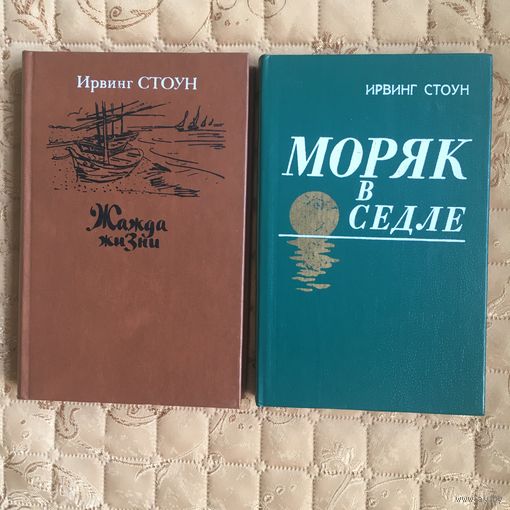 Ирвинг СТОУН
Жажда
жиЗни
ИРВИНГ СТОУН
МОРЯК
В
СЕДЛЕ